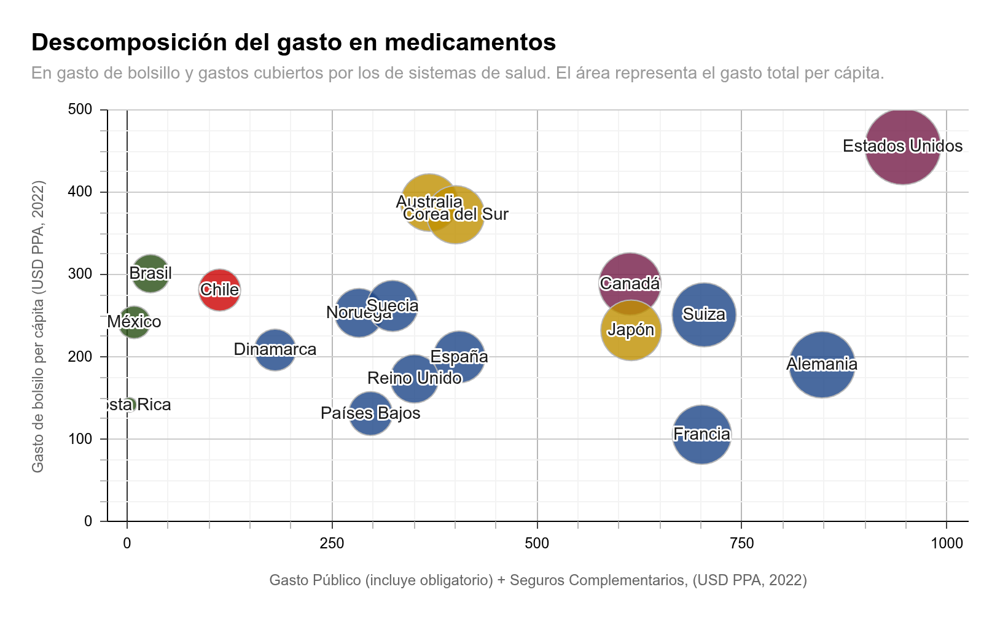 Descomposición del gasto en medicamentos
En gasto de bolsillo y gastos cubiertos por los de sistemas de salud. El área representa el gasto total per cápita.
Gasto de bolsilo per cápita (USD PPA, 2022)
500
400
300
200
100
0
Estados Unidos
Australia
Corea del Sur
Brasil
Chile
Canadá
México
Noruega
Suecia
Suiza
Japón
Dinamarca
España
Alemania
Reino Unido
osta Rica
Países Bajos
Francia
0
250
500
750
1000
Gasto Público (incluye obligatorio) + Seguros Complementarios, (USD PPA, 2022)